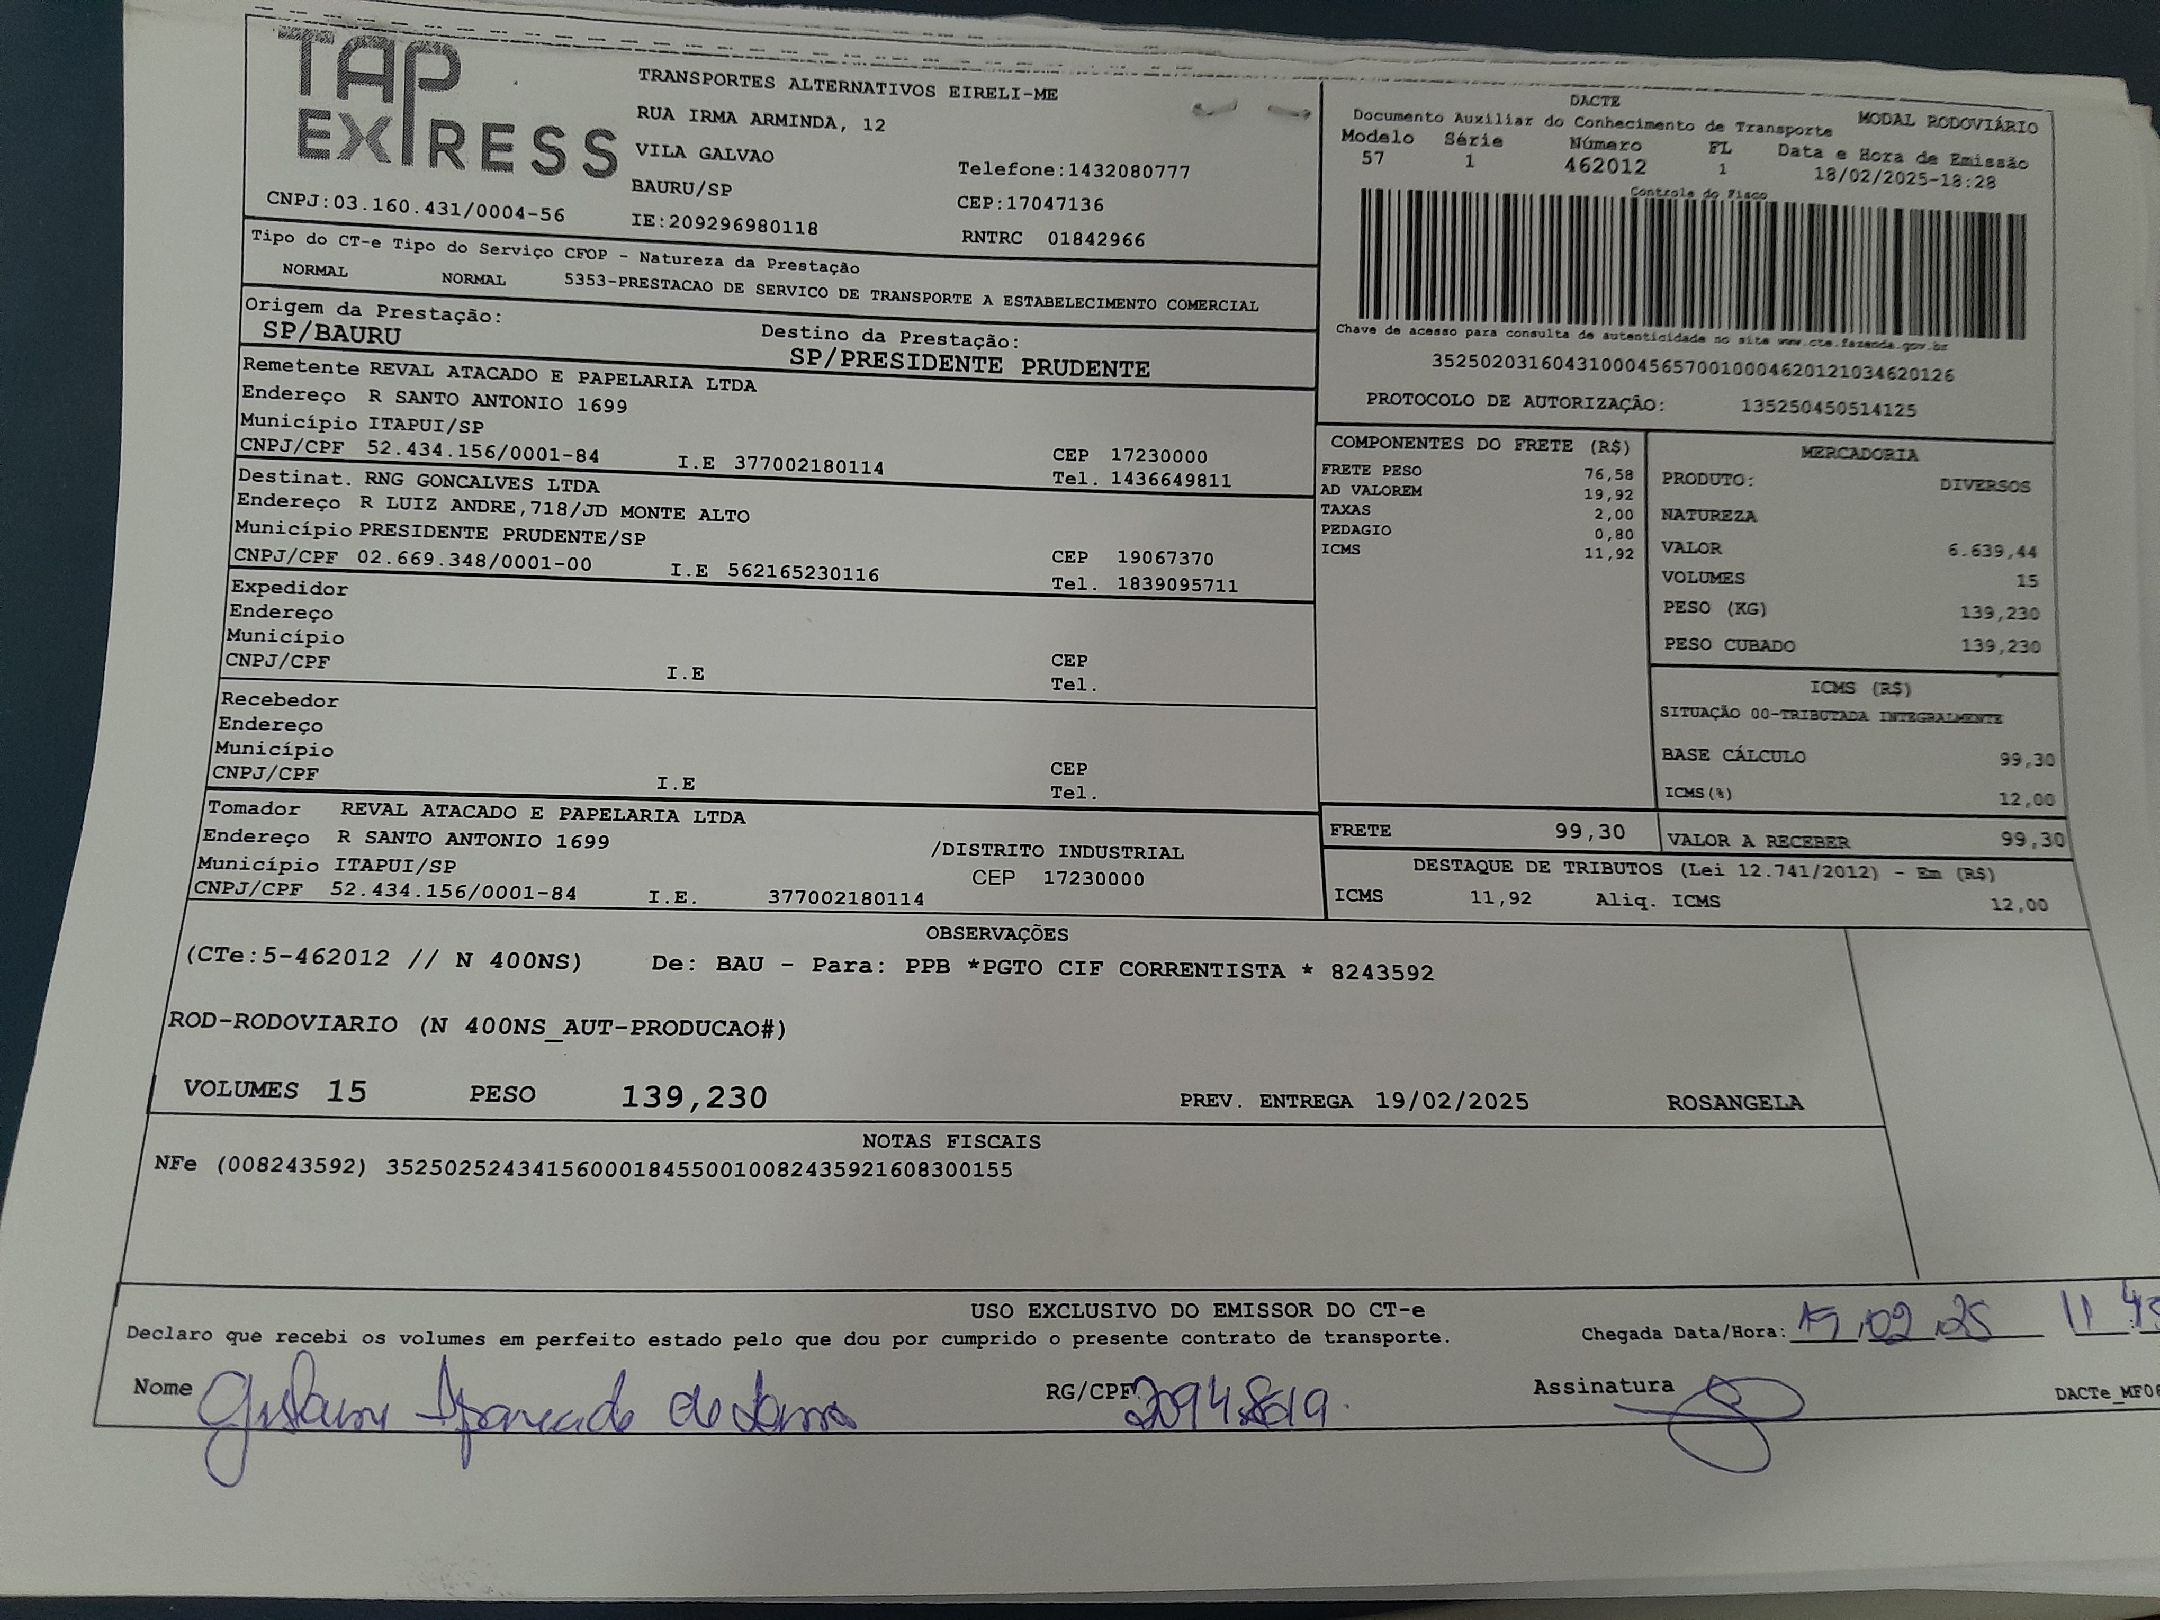 TAP
EXPRESS
TRANSPORTES ALTERNATIVOS EIRELI-ME
RUA IRMA ARMINDA, 12
VILA GALVAO
Telefone:1432080777
BAURU/SP
CEP:17047136
CNPJ:03.160.431/0004-56
IE:209296980118
RNTRC 01842966
DACTE
Documento Auxiliar do Conhecimento de Transporte
MODAL RODOVIÁRIO
Modelo Série Número FL Data e Hora de Emissão
57 1 462012 1 18/02/2025-18:28
Controle do Fisco
Chave de acesso para consulta de autenticidade no site www.cte.fazenda.gov.br
35250203160431000456570010004620121034620126
PROTOCOLO DE AUTORIZAÇÃO: 135250450514125
Tipo do CT-e Tipo do Serviço CFOP - Natureza da Prestação
NORMAL NORMAL 5353-PRESTACAO DE SERVICO DE TRANSPORTE A ESTABELECIMENTO COMERCIAL
Origem da Prestação: Destino da Prestação:
SP/BAURU SP/PRESIDENTE PRUDENTE
Remetente REVAL ATACADO E PAPELARIA LTDA
Endereço R SANTO ANTONIO 1699
Município ITAPUI/SP CEP 17230000
CNPJ/CPF 52.434.156/0001-84 I.E 377002180114 Tel. 1436649811
Destinat. RNG GONCALVES LTDA
Endereço R LUIZ ANDRE,718/JD MONTE ALTO
Município PRESIDENTE PRUDENTE/SP CEP 19067370
CNPJ/CPF 02.669.348/0001-00 I.E 562165230116 Tel. 1839095711
Expedidor
Endereço
Município CEP
CNPJ/CPF I.E Tel.
Recebedor
Endereço
Município CEP
CNPJ/CPF I.E Tel.
Tomador REVAL ATACADO E PAPELARIA LTDA
Endereço R SANTO ANTONIO 1699 /DISTRITO INDUSTRIAL
Município ITAPUI/SP CEP 17230000
CNPJ/CPF 52.434.156/0001-84 I.E. 377002180114
COMPONENTES DO FRETE (R$)
FRETE PESO 76,58
AD VALOREM 19,92
TAXAS 2,00
PEDAGIO 0,80
ICMS 11,92
MERCADORIA
PRODUTO: DIVERSOS
NATUREZA
VALOR 6.639,44
VOLUMES 15
PESO (KG) 139,230
PESO CUBADO 139,230
ICMS (R$)
SITUAÇÃO 00-TRIBUTADA INTEGRALMENTE
BASE CÁLCULO 99,30
ICMS(%) 12,00
FRETE 99,30 VALOR A RECEBER 99,30
DESTAQUE DE TRIBUTOS (Lei 12.741/2012) - Em (R$)
ICMS 11,92 Aliq. ICMS 12,00
OBSERVAÇÕES
(CTe:5-462012 // N 400NS) De: BAU - Para: PPB *PGTO CIF CORRENTISTA * 8243592
ROD-RODOVIARIO (N 400NS_AUT-PRODUCAO#)
VOLUMES 15 PESO 139,230 PREV. ENTREGA 19/02/2025 ROSANGELA
NOTAS FISCAIS
NFe (008243592) 35250252434156000184550010082435921608300155
USO EXCLUSIVO DO EMISSOR DO CT-e
Declaro que recebi os volumes em perfeito estado pelo que dou por cumprido o presente contrato de transporte. Chegada Data/Hora: 19,02,25 11
Nome Aparecido de RG/CPF Assinatura